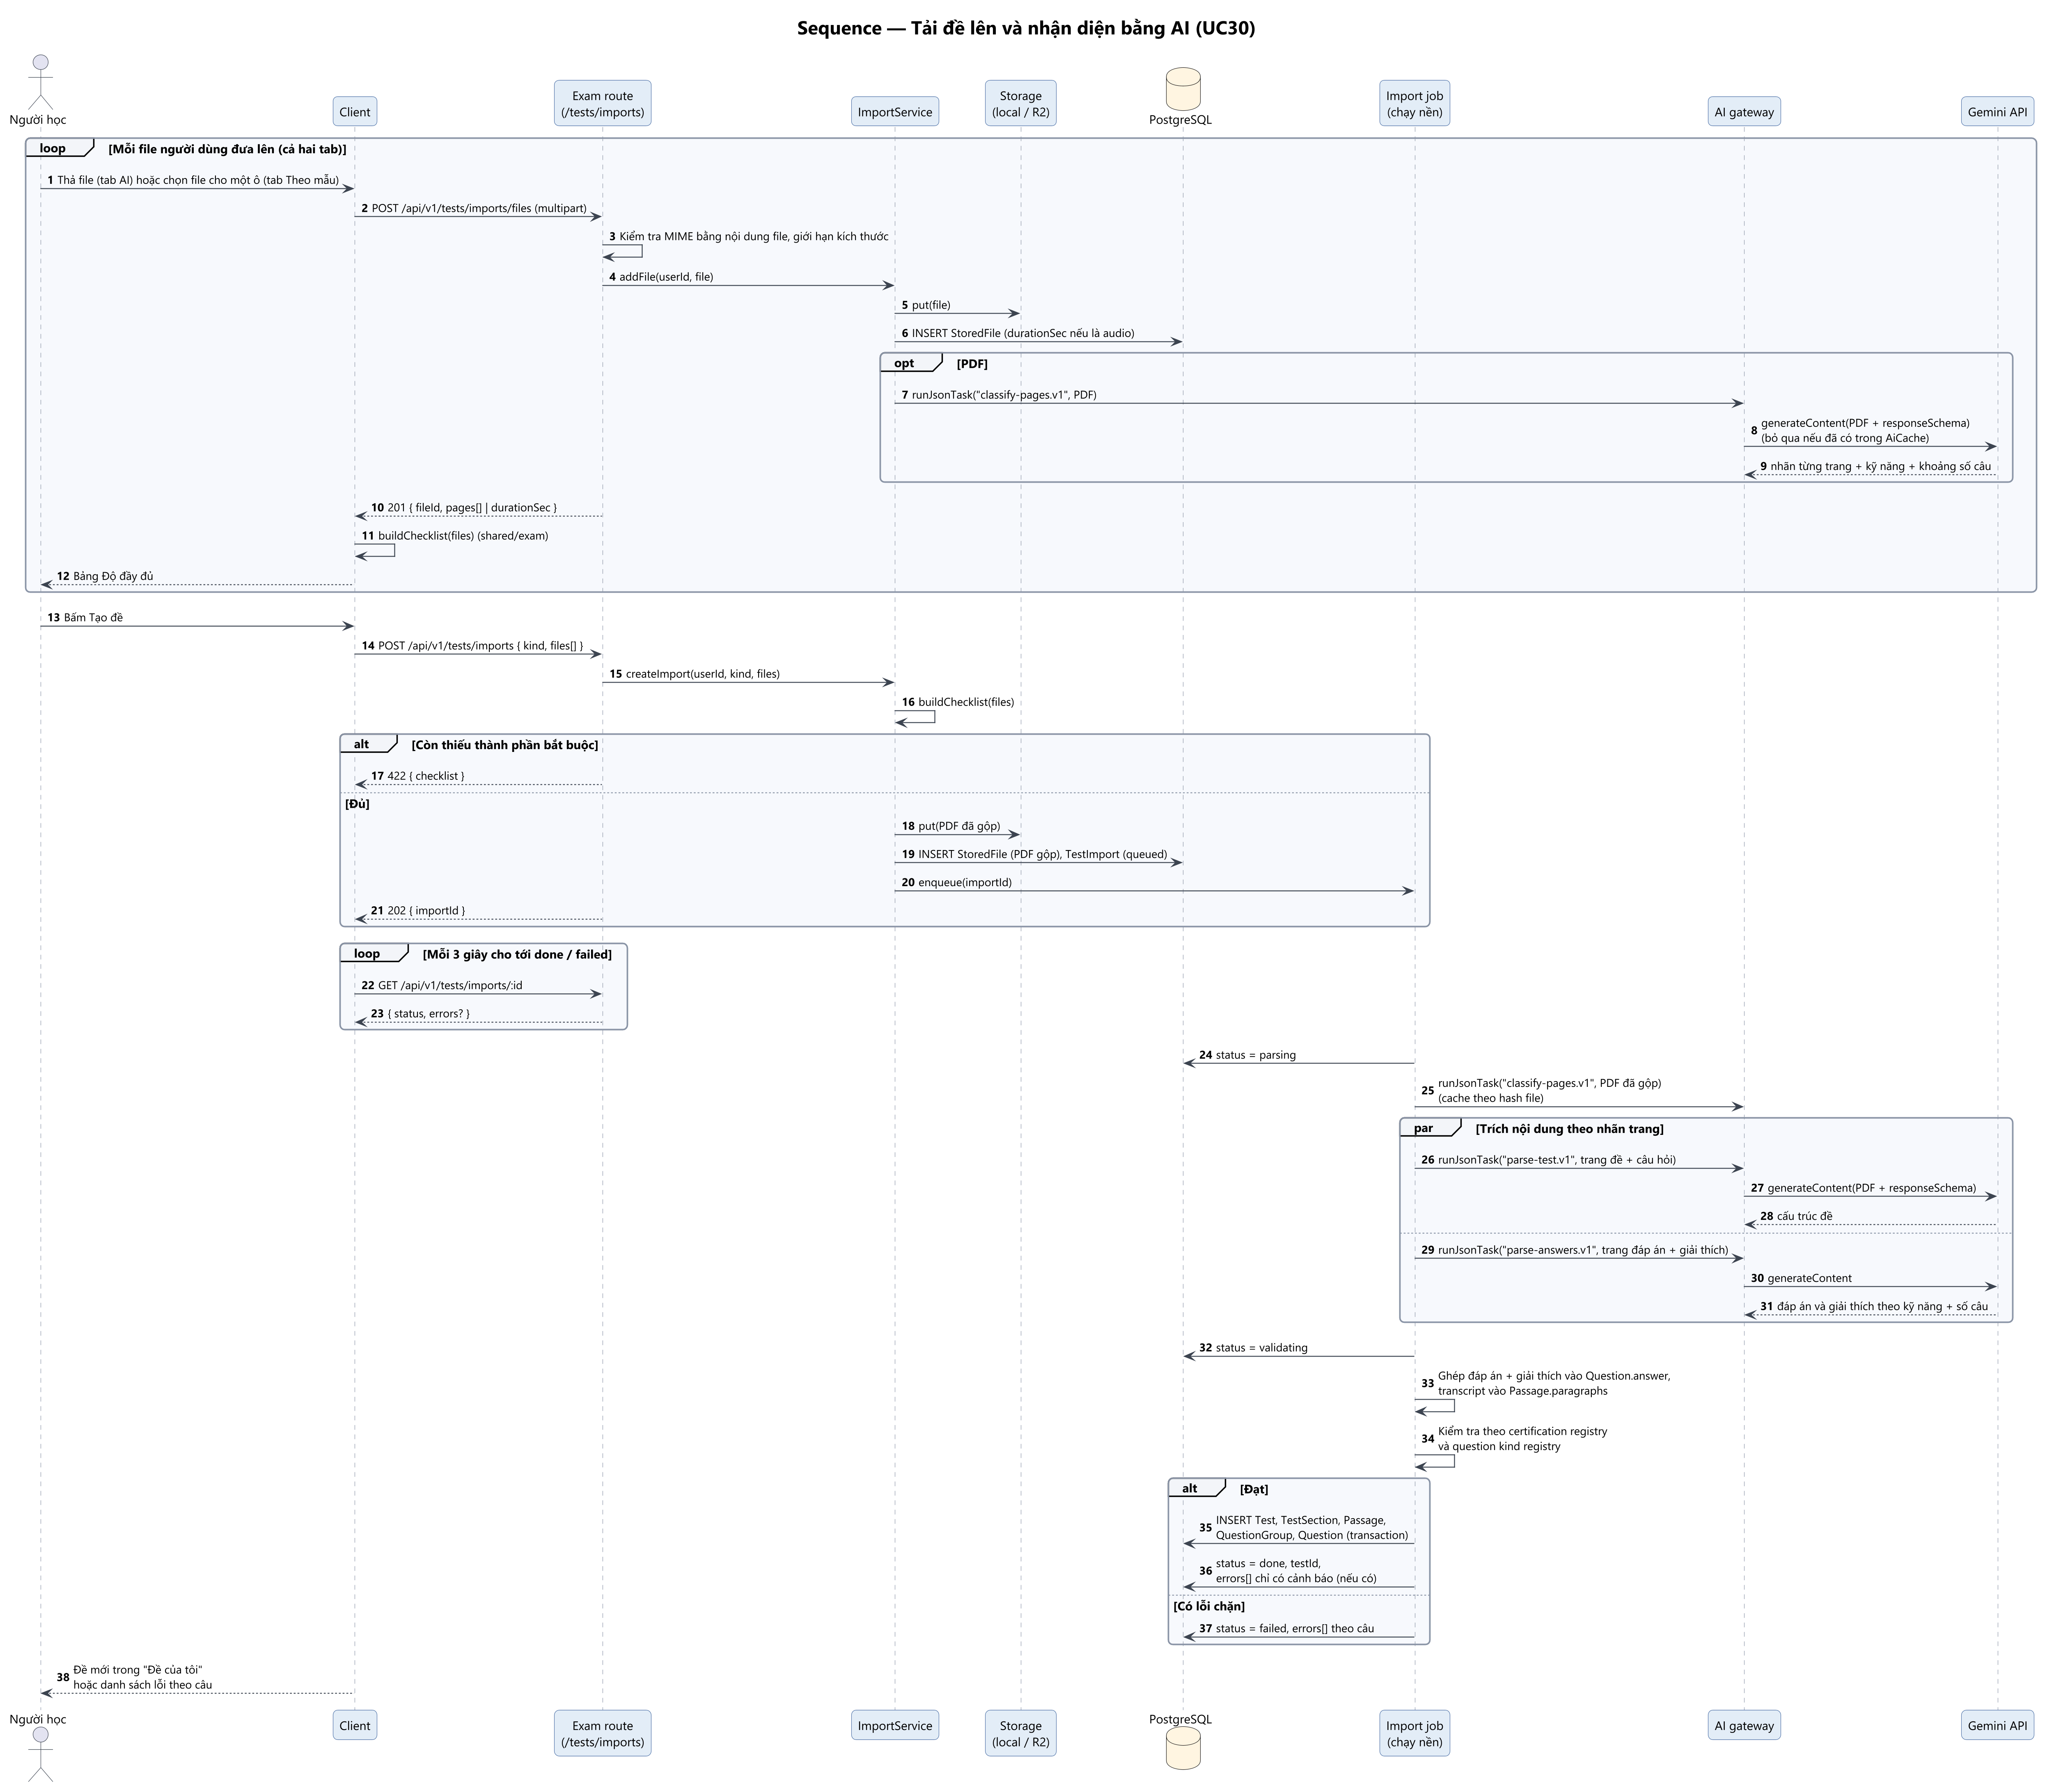 Sequence — Tải đề lên và nhận diện bằng AI (UC30)
Người học
Client
Exam route
(/tests/imports)
ImportService
Storage
(local / R2)
PostgreSQL
Import job
(chạy nền)
AI gateway
Gemini API
loop [Mỗi file người dùng đưa lên (cả hai tab)]
1 Thả file (tab AI) hoặc chọn file cho một ô (tab Theo mẫu)
2 POST /api/v1/tests/imports/files (multipart)
3 Kiểm tra MIME bằng nội dung file, giới hạn kích thước
4 addFile(userId, file)
5 put(file)
6 INSERT StoredFile (durationSec nếu là audio)
opt [PDF]
7 runJsonTask("classify-pages.v1", PDF)
8 generateContent(PDF + responseSchema)
(bỏ qua nếu đã có trong AiCache)
9 nhãn từng trang + kỹ năng + khoảng số câu
10 201 { fileId, pages[] | durationSec }
11 buildChecklist(files) (shared/exam)
12 Bảng Độ đầy đủ
13 Bấm Tạo đề
14 POST /api/v1/tests/imports { kind, files[] }
15 createImport(userId, kind, files)
16 buildChecklist(files)
alt [Còn thiếu thành phần bắt buộc]
17 422 { checklist }
[Đủ]
18 put(PDF đã gộp)
19 INSERT StoredFile (PDF gộp), TestImport (queued)
20 enqueue(importId)
21 202 { importId }
loop [Mỗi 3 giây cho tới done / failed]
22 GET /api/v1/tests/imports/:id
23 { status, errors? }
24 status = parsing
25 runJsonTask("classify-pages.v1", PDF đã gộp)
(cache theo hash file)
par [Trích nội dung theo nhãn trang]
26 runJsonTask("parse-test.v1", trang đề + câu hỏi)
27 generateContent(PDF + responseSchema)
28 cấu trúc đề
29 runJsonTask("parse-answers.v1", trang đáp án + giải thích)
30 generateContent
31 đáp án và giải thích theo kỹ năng + số câu
32 status = validating
33 Ghép đáp án + giải thích vào Question.answer,
transcript vào Passage.paragraphs
34 Kiểm tra theo certification registry
và question kind registry
alt [Đạt]
35 INSERT Test, TestSection, Passage,
QuestionGroup, Question (transaction)
36 status = done, testId,
errors[] chỉ có cảnh báo (nếu có)
[Có lỗi chặn]
37 status = failed, errors[] theo câu
38 Đề mới trong "Đề của tôi"
hoặc danh sách lỗi theo câu
Người học
Client
Exam route
(/tests/imports)
ImportService
Storage
(local / R2)
PostgreSQL
Import job
(chạy nền)
AI gateway
Gemini API